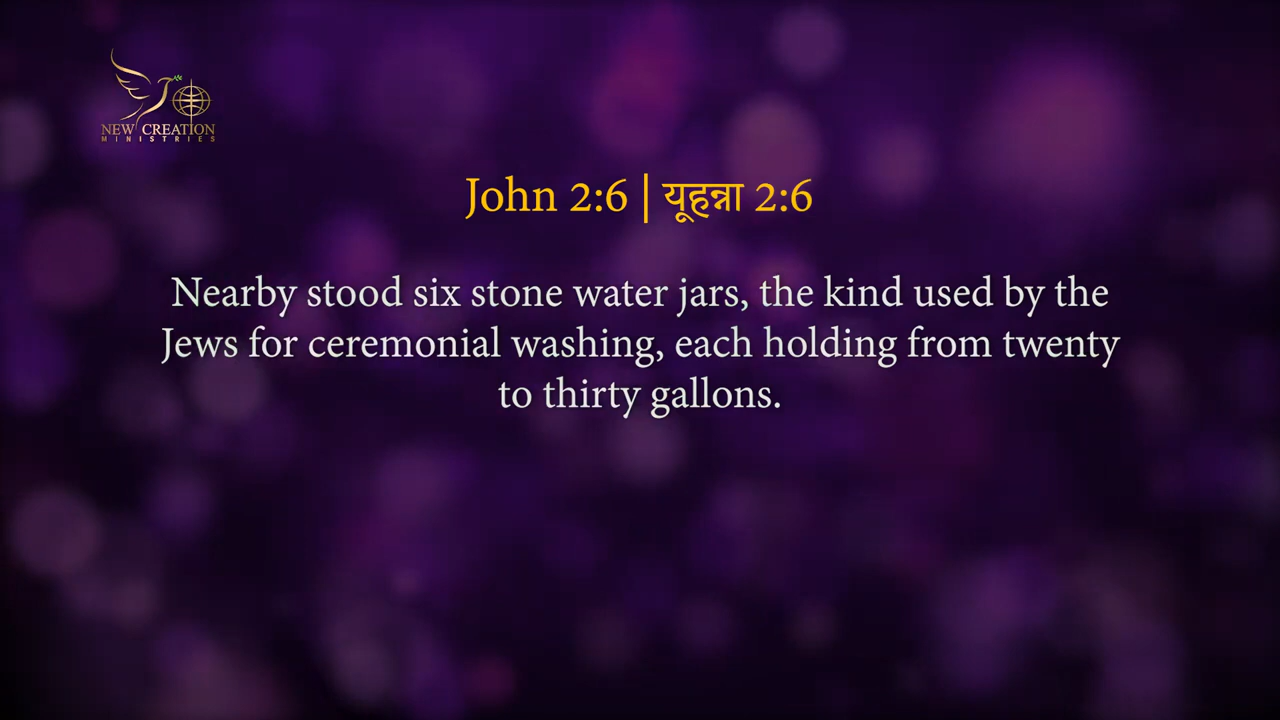 NEW CREATION
MINISTRIES
John 2:6 | यूहन्ना 2:6
Nearby stood six stone water jars, the kind used by the
Jews for ceremonial washing, each holding from twenty
to thirty gallons.